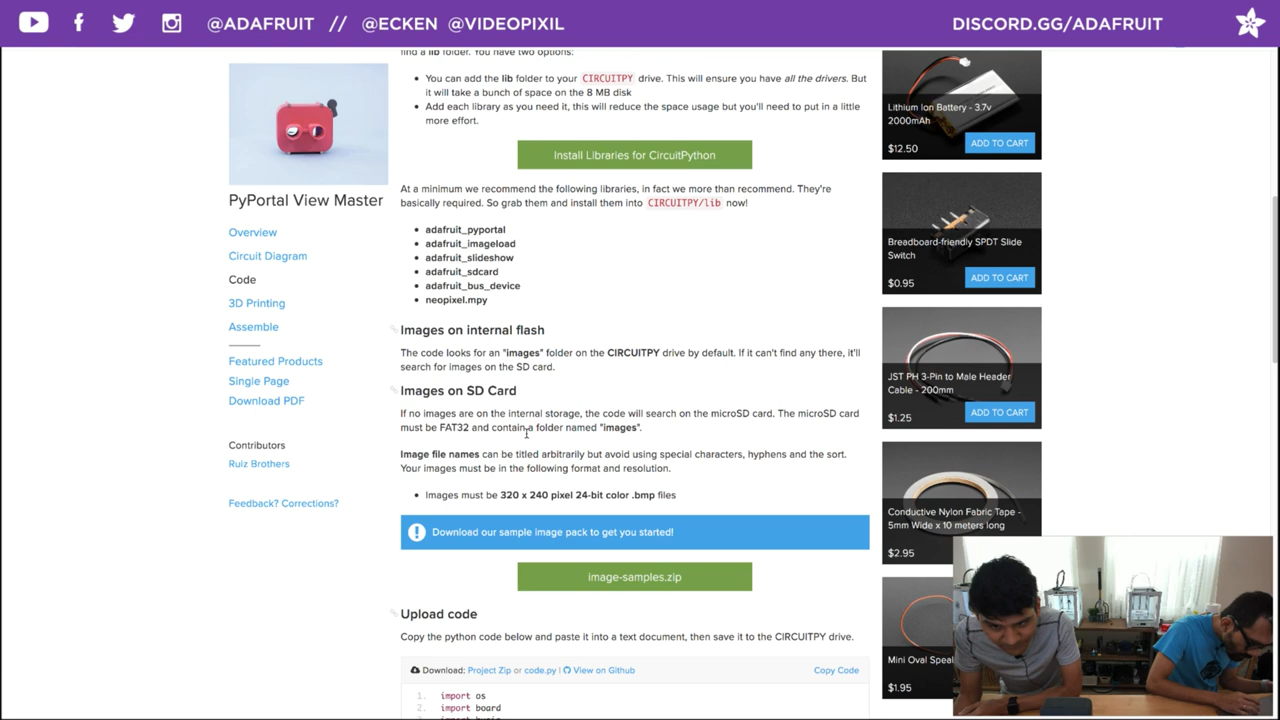 @ADAFRUIT // @ECKEN @VIDEOPIXIL
DISCORD.GG/ADAFRUIT
find a lib folder. You have two options:
You can add the lib folder to your CIRCUITPY drive. This will ensure you have all the drivers. But
it will take a bunch of space on the 8 MB disk
Add each library as you need it, this will reduce the space usage but you'll need to put in a little
more effort.
Install Libraries for CircuitPython
At a minimum we recommend the following libraries, in fact we more than recommend. They're
basically required. So grab them and install them into CIRCUITPY/lib now!
adafruit_pyportal
adafruit_imageload
adafruit_slideshow
adafruit_sdcard
adafruit_bus_device
neopixel.mpy
Images on internal flash
The code looks for an "images" folder on the CIRCUITPY drive by default. If it can't find any there, it'll
search for images on the SD card.
Images on SD Card
If no images are on the internal storage, the code will search on the microSD card. The microSD card
must be FAT32 and contain a folder named "images".
Image file names can be titled arbitrarily but avoid using special characters, hyphens and the sort.
Your images must be in the following format and resolution.
Images must be 320 x 240 pixel 24-bit color .bmp files
Download our sample image pack to get you started!
image-samples.zip
Upload code
Copy the python code below and paste it into a text document, then save it to the CIRCUITPY drive.
Download: Project Zip or code.py | View on Github
Copy Code
1. import os
2. import board
PyPortal View Master
Overview
Circuit Diagram
Code
3D Printing
Assemble
Featured Products
Single Page
Download PDF
Contributors
Ruiz Brothers
Feedback? Corrections?
Lithium Ion Battery - 3.7v
2000mAh
$12.50
ADD TO CART
Breadboard-friendly SPDT Slide
Switch
$0.95
ADD TO CART
JST PH 3-Pin to Male Header
Cable - 200mm
$1.25
ADD TO CART
Conductive Nylon Fabric Tape -
5mm Wide x 10 meters long
$2.95
Mini Oval
$1.95